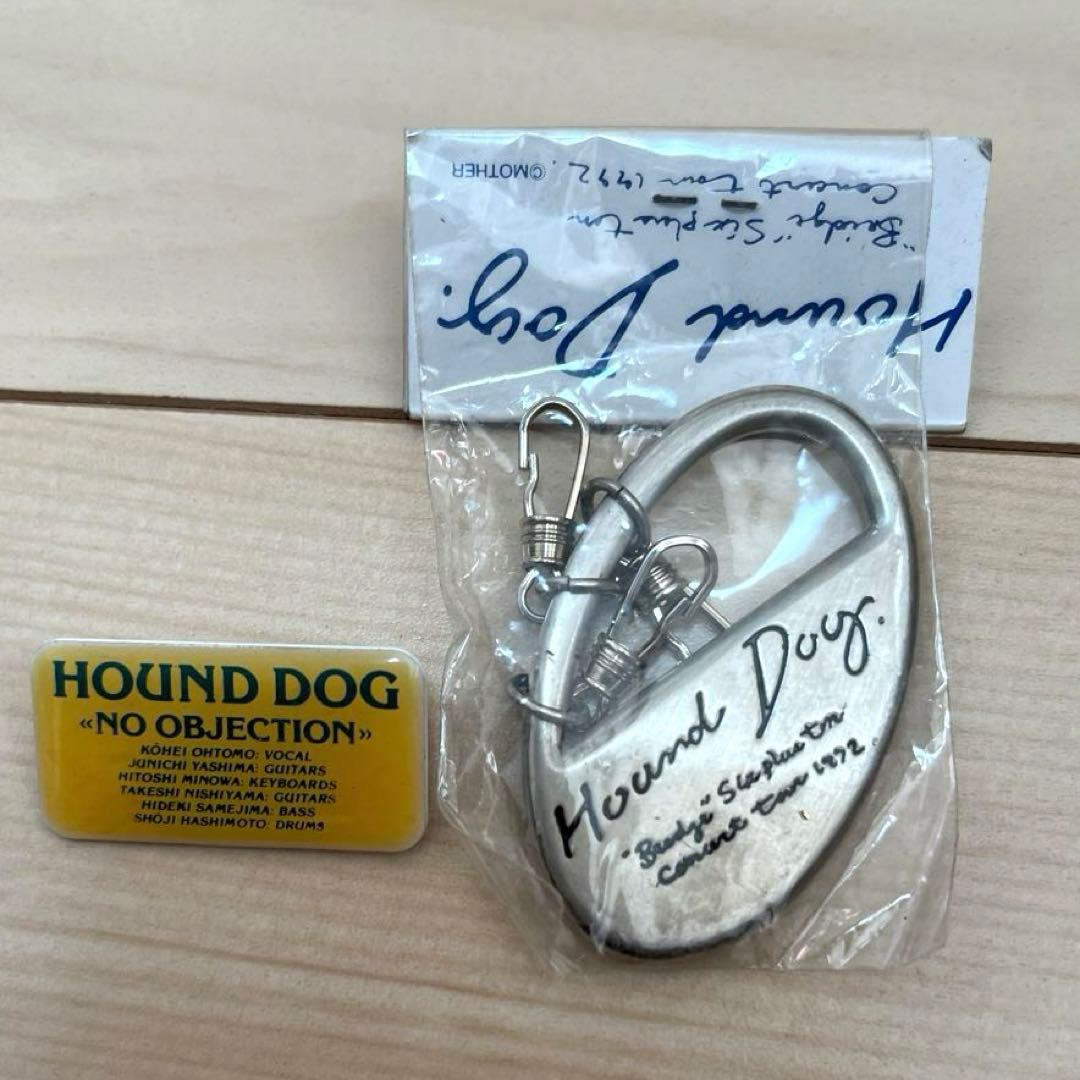 Hound Dog.
"Bridge" Six plus ten
Concert tour 1992.
©MOTHER
HOUND DOG
«NO OBJECTION»
KÔHEI OHTOMO: VOCAL
JUNICHI YASHIMA: GUITARS
HITOSHI MINOWA: KEYBOARDS
TAKESHI NISHIYAMA: GUITARS
HIDEKI SAMEJIMA: BASS
SHÔJI HASHIMOTO: DRUMS
Hound Dog.
"Bridge" Six plus ten
Concert tour 1992.